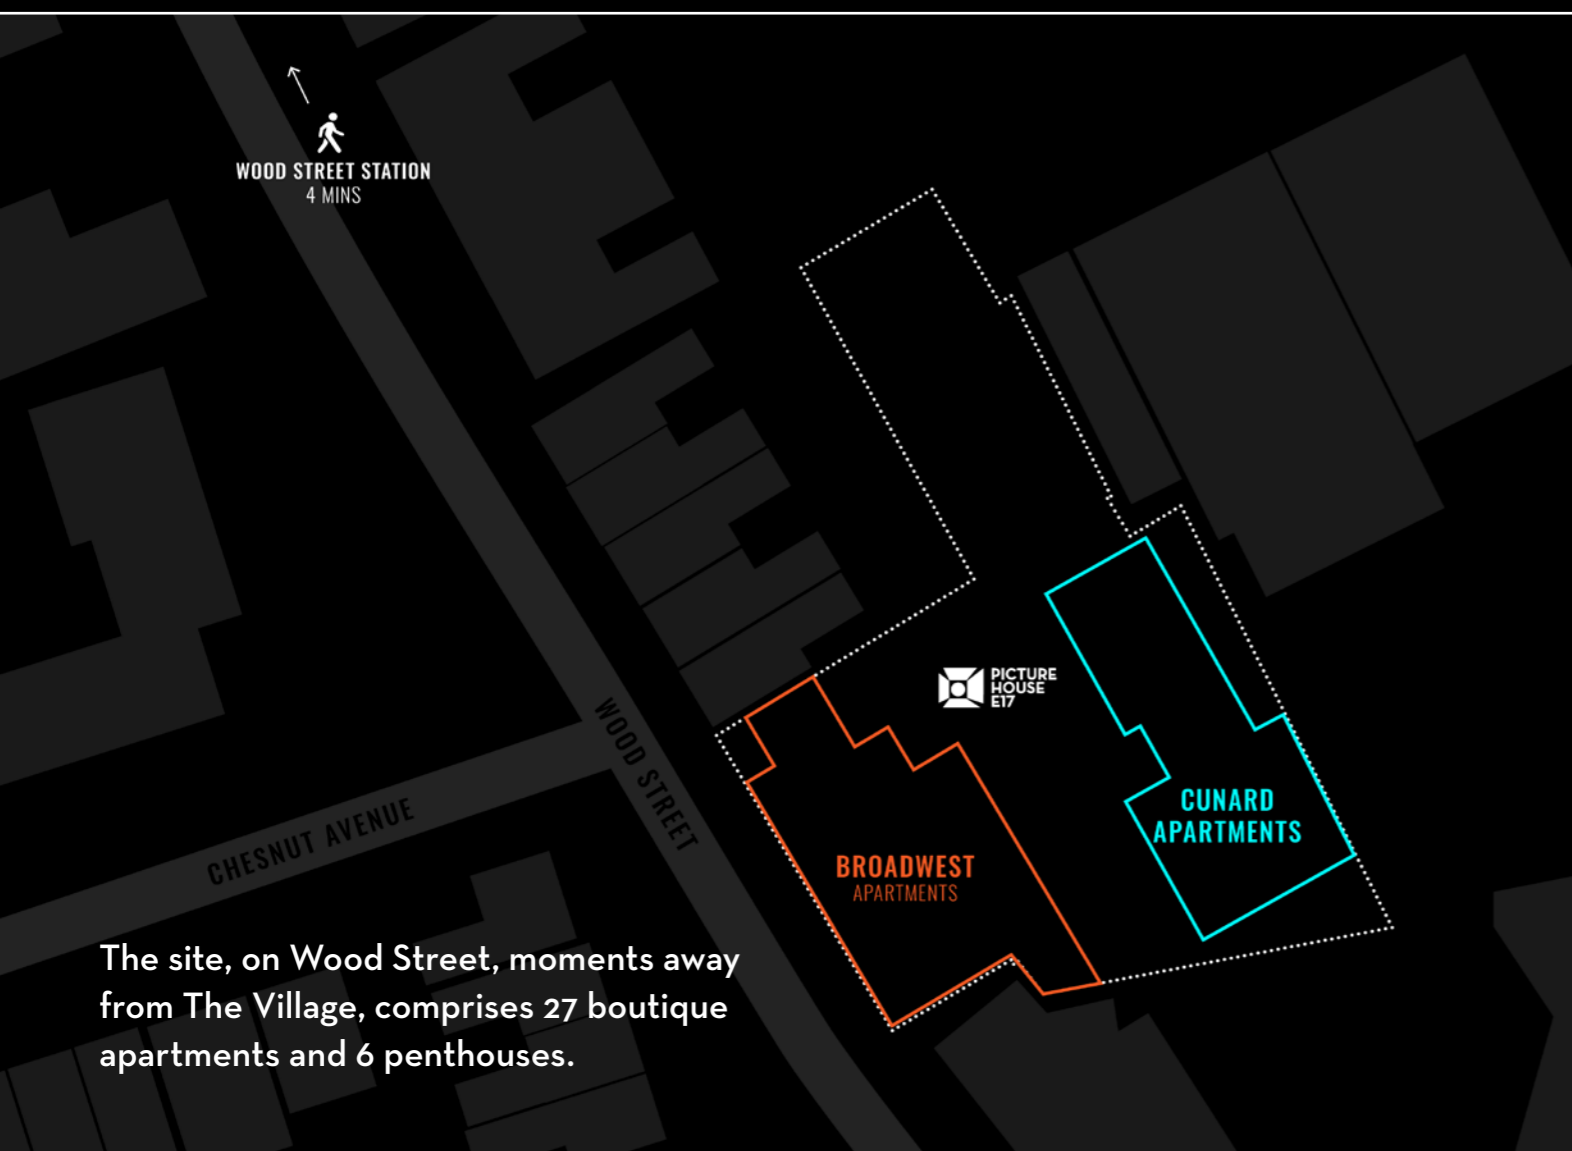 WOOD STREET STATION
4 MINS
PICTURE
HOUSE
E17
WOOD STREET
CUNARD
APARTMENTS
CHESNUT AVENUE
BROADWEST
APARTMENTS
The site, on Wood Street, moments away
from The Village, comprises 27 boutique
apartments and 6 penthouses.